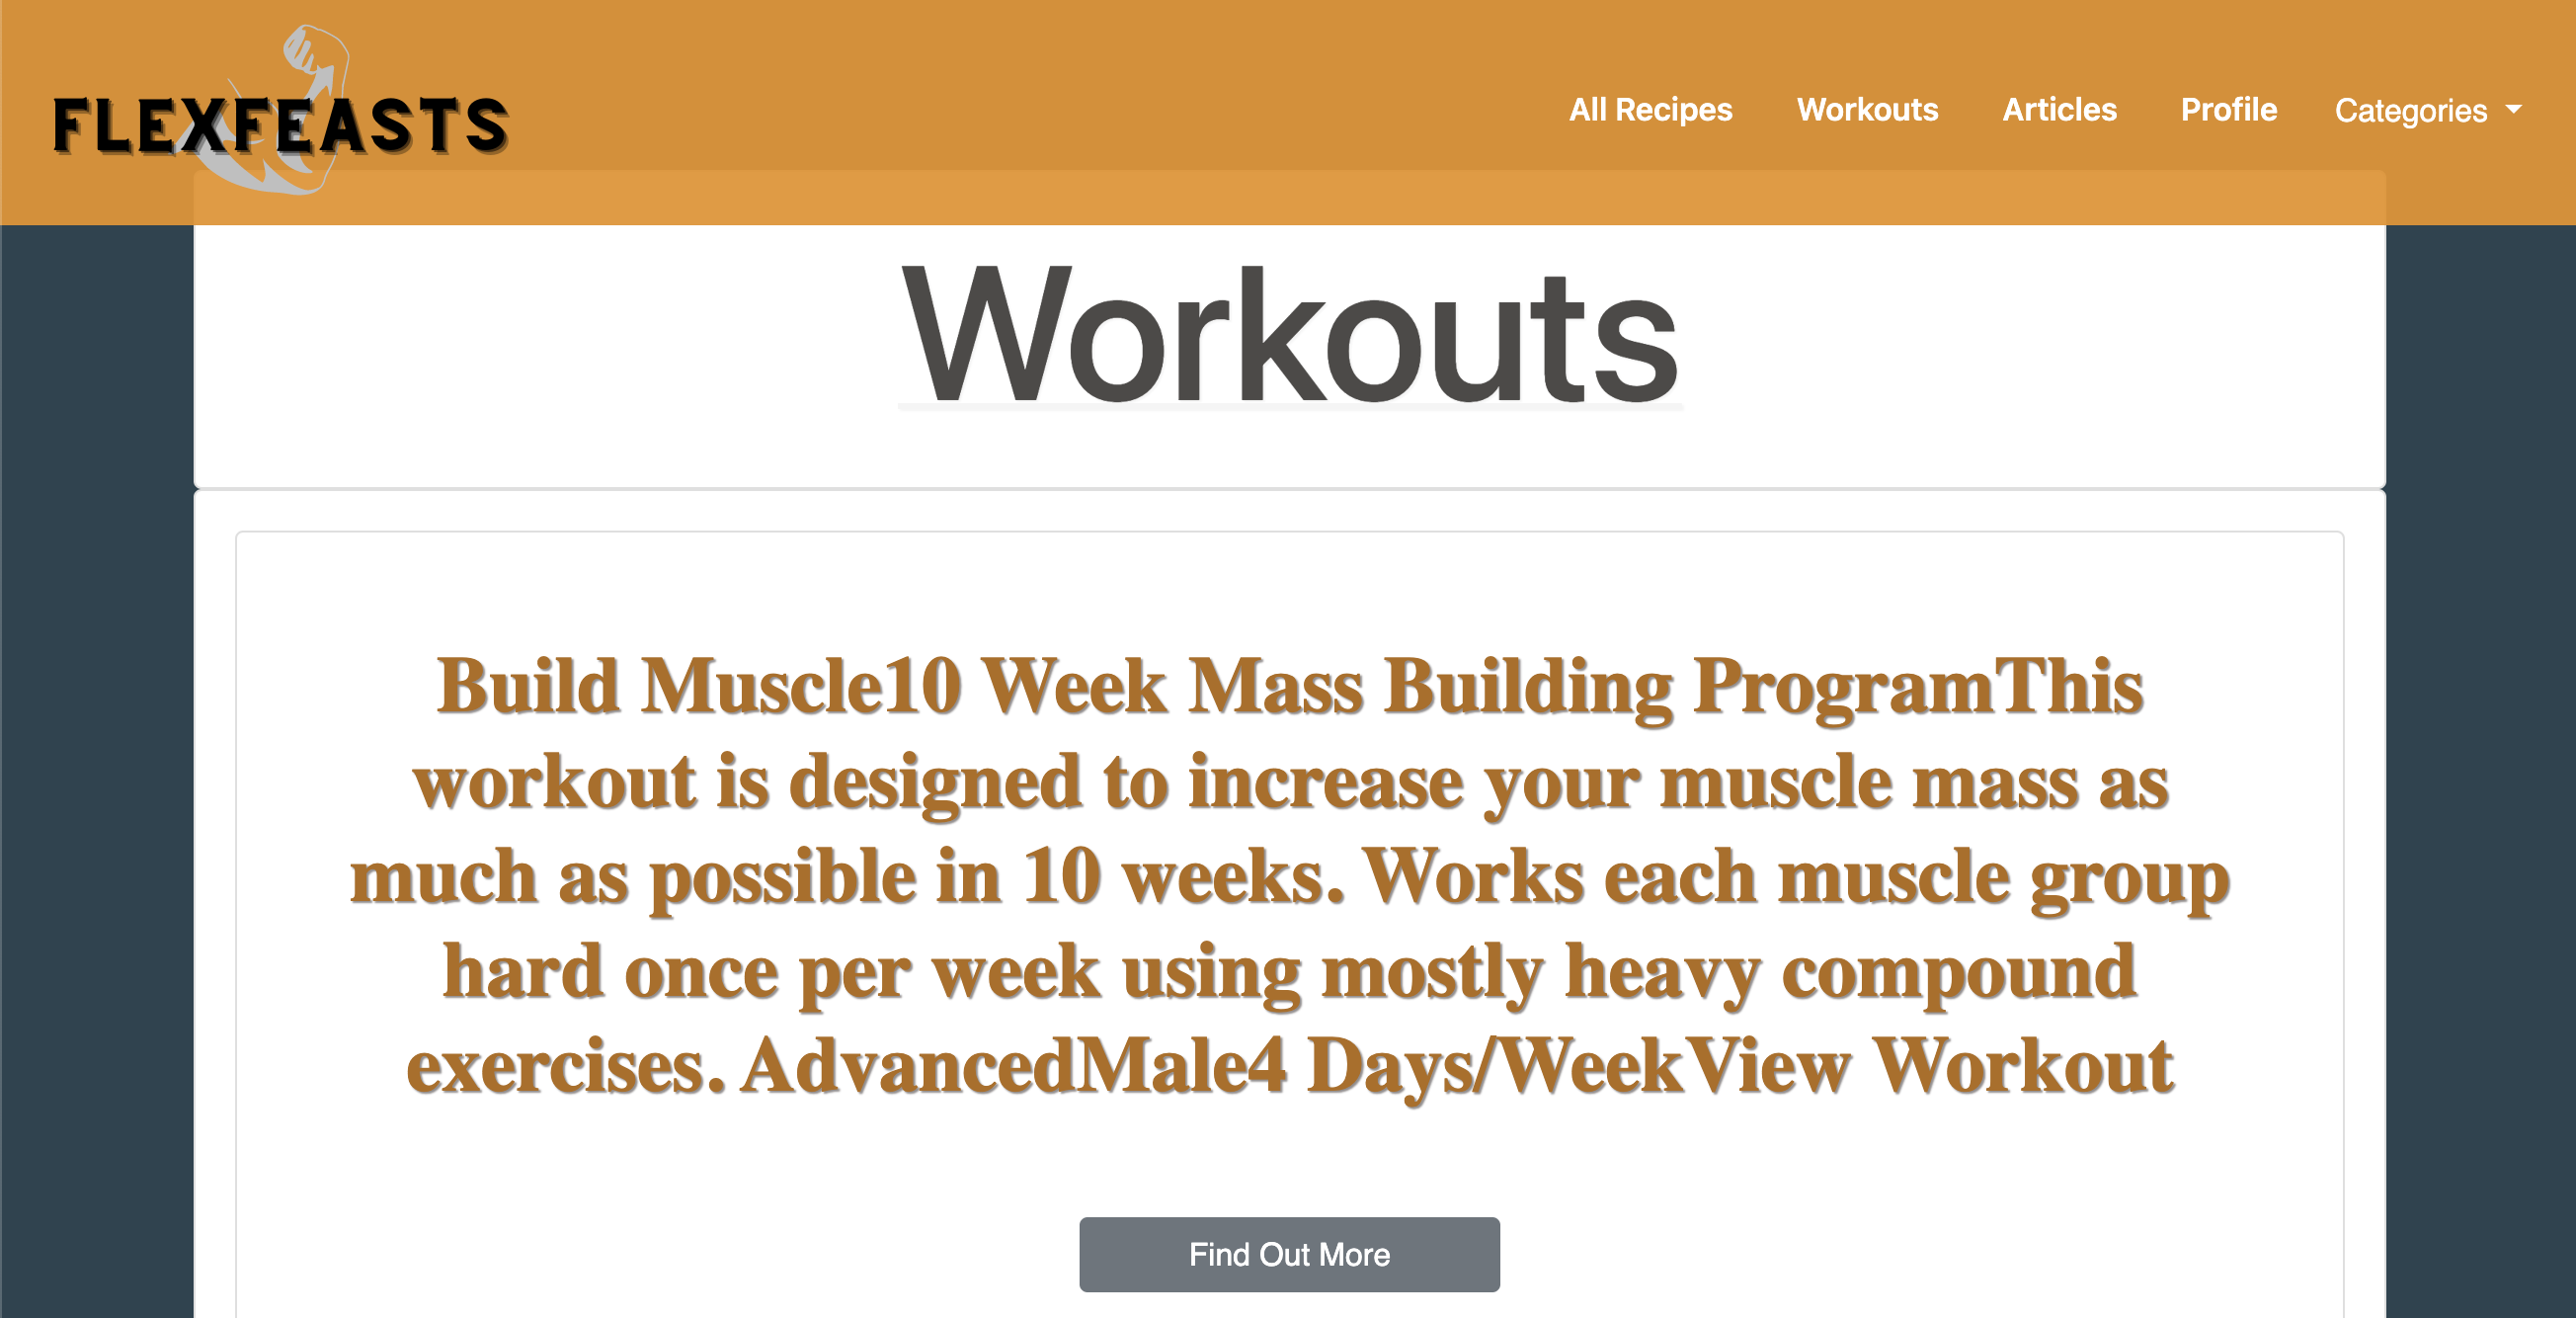 FLEXFEASTS
All Recipes Workouts Articles Profile Categories
Workouts
Build Muscle10 Week Mass Building ProgramThis
workout is designed to increase your muscle mass as
much as possible in 10 weeks. Works each muscle group
hard once per week using mostly heavy compound
exercises. AdvancedMale4 Days/WeekView Workout
Find Out More